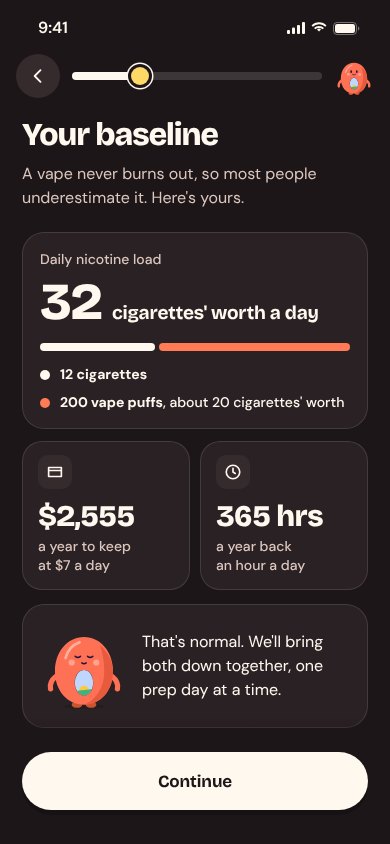 9:41
Your baseline
A vape never burns out, so most people
underestimate it. Here's yours.
Daily nicotine load
32 cigarettes' worth a day
12 cigarettes
200 vape puffs, about 20 cigarettes' worth
$2,555
a year to keep
at $7 a day
365 hrs
a year back
an hour a day
That's normal. We'll bring
both down together, one
prep day at a time.
Continue